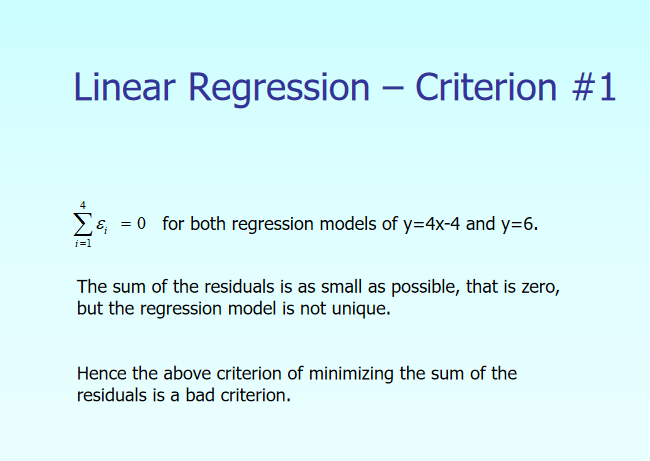 Linear Regression – Criterion #1
4
∑ εᵢ = 0 for both regression models of y=4x-4 and y=6.
i=1
The sum of the residuals is as small as possible, that is zero,
but the regression model is not unique.
Hence the above criterion of minimizing the sum of the
residuals is a bad criterion.